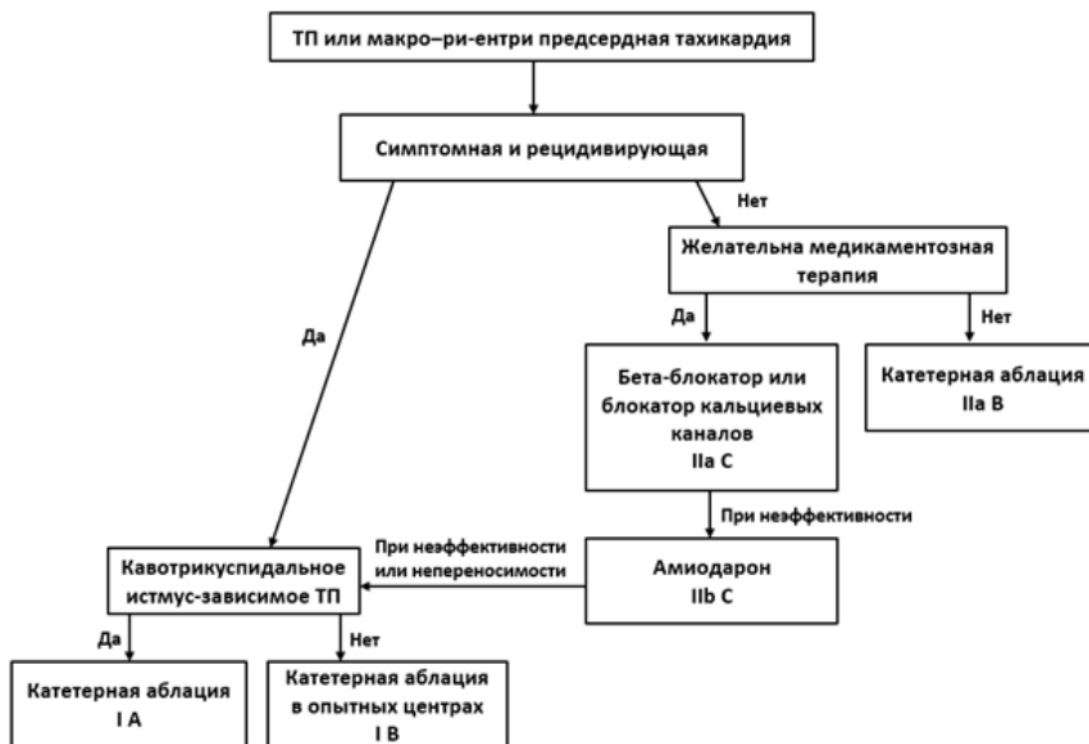 ТП или макро–ри-ентри предсердная тахикардия
Симптомная и рецидивирующая
Нет
Желательна медикаментозная
терапия
Да
Да
Нет
Бета-блокатор или
блокатор кальциевых
каналов
IIa C
Катетерная аблация
IIa B
При неэффективности
При неэффективности
или непереносимости
Амиодарон
IIb C
Кавотрикуспидальное
истмус-зависимое ТП
Да
Нет
Катетерная аблация
I A
Катетерная аблация
в опытных центрах
I B